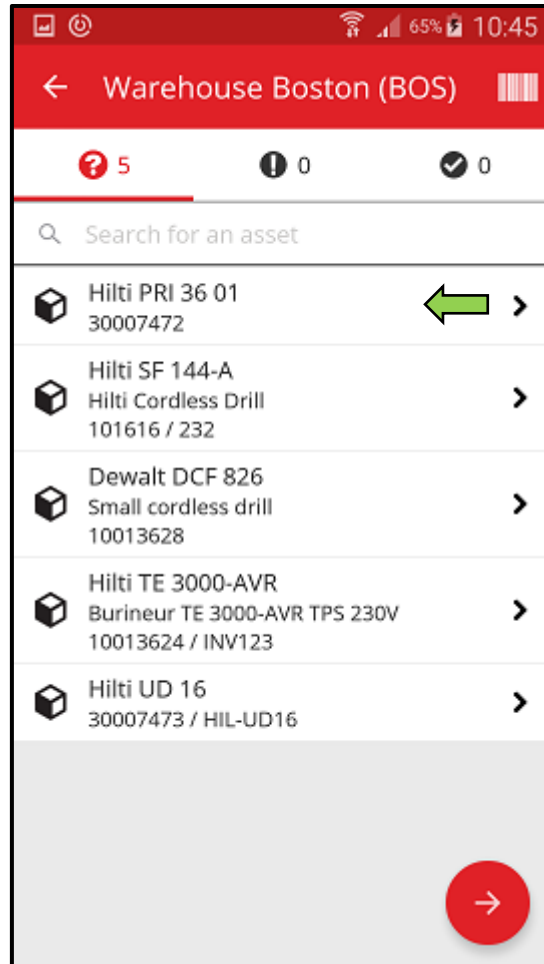 65% 10:45
Warehouse Boston (BOS)
5 0 0
Search for an asset
Hilti PRI 36 01
30007472
Hilti SF 144-A
Hilti Cordless Drill
101616 / 232
Dewalt DCF 826
Small cordless drill
10013628
Hilti TE 3000-AVR
Burineur TE 3000-AVR TPS 230V
10013624 / INV123
Hilti UD 16
30007473 / HIL-UD16